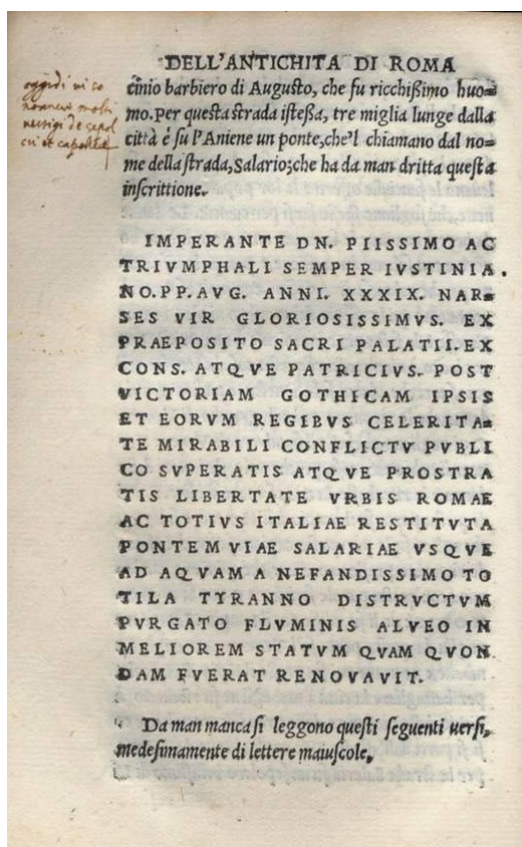 DELL'ANTICHITA DI ROMA
cinio barbiero di Augusto, che fu ricchißimo huo-
mo. per questa strada istessa, tre miglia lunge dalla
città é su l'Aniene un ponte, che'l chiamano dal no-
me della strada, Salario; che ha da man dritta questa
inscrittione.
IMPERANTE DN. PIISSIMO AC
TRIVMPHALI SEMPER IVSTINIA.
NO. PP. AVG. ANNI. XXXIX. NAR-
SES VIR GLORIOSISSIMVS. EX
PRAEPOSITO SACRI PALATII. EX
CONS. ATQVE PATRICIVS. POST
VICTORIAM GOTHICAM IPSIS
ET EORVM REGIBVS CELERITA-
TE MIRABILI CONFLICTV PVBLI
CO SVPERATIS ATQVE PROSTRA
TIS LIBERTATE VRBIS ROMAE
AC TOTIVS ITALIAE RESTITVTA
PONTEM VIAE SALARIAE VSQVE
AD AQVAM A NEFANDISSIMO TO
TILA TYRANNO DISTRVCTVM
PVRGATO FLVMINIS ALVEO IN
MELIOREM STATVM QVAM QVON
DAM FVERAT RENOVAVIT.
Da man manca si leggono questi seguenti uersi,
medesimamente di lettere maiuscole,